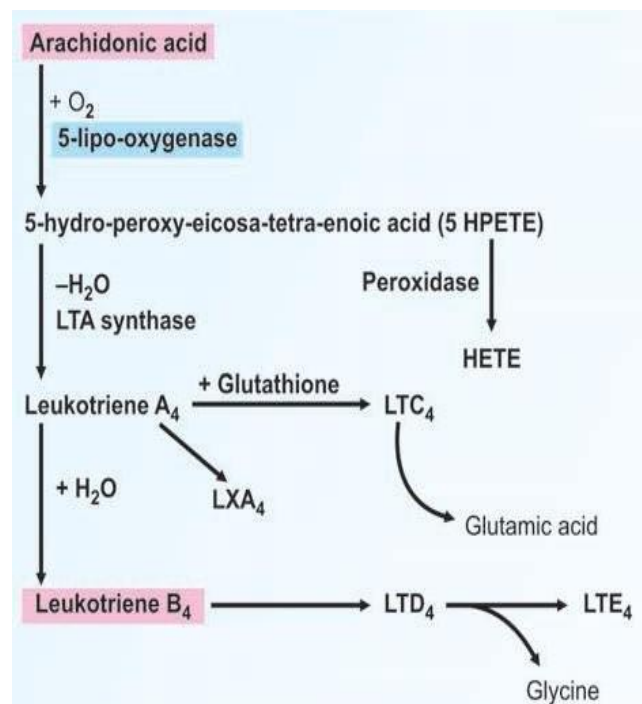 Arachidonic acid
+ O₂
5-lipo-oxygenase
5-hydro-peroxy-eicosa-tetra-enoic acid (5 HPETE)
–H₂O
LTA synthase
Peroxidase
HETE
Leukotriene A₄
+ Glutathione
LTC₄
+ H₂O
LXA₄
Glutamic acid
Leukotriene B₄
LTD₄
LTE₄
Glycine